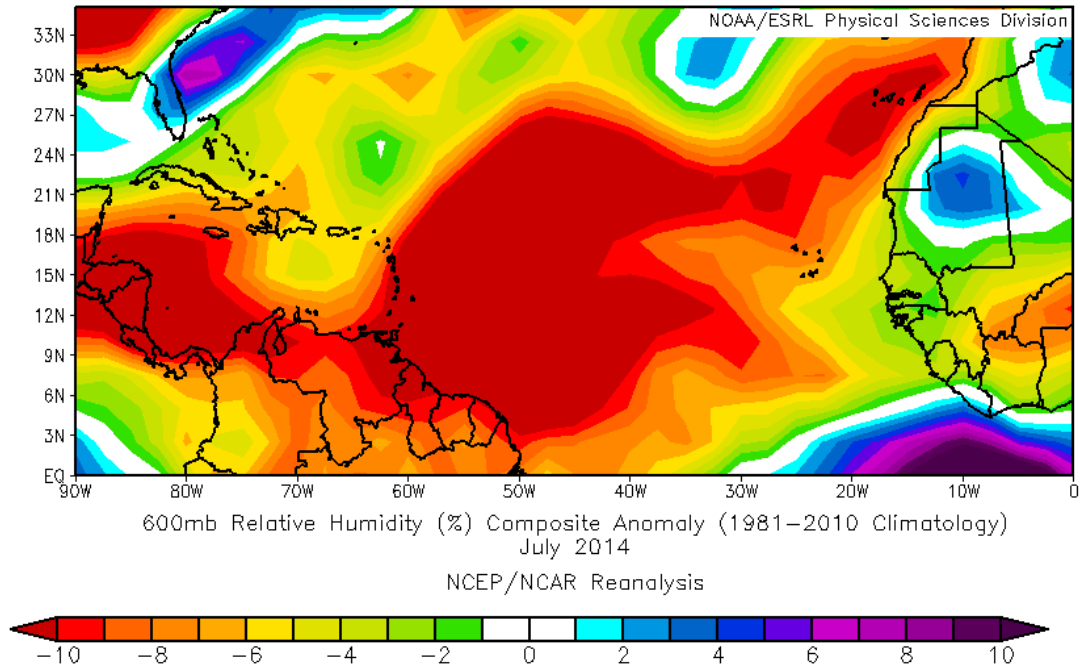 NOAA/ESRL Physical Sciences Division
33N
30N
27N
24N
21N
18N
15N
12N
9N
6N
3N
EQ
90W 80W 70W 60W 50W 40W 30W 20W 10W 0
600mb Relative Humidity (%) Composite Anomaly (1981-2010 Climatology)
July 2014
NCEP/NCAR Reanalysis
-10 -8 -6 -4 -2 0 2 4 6 8 10